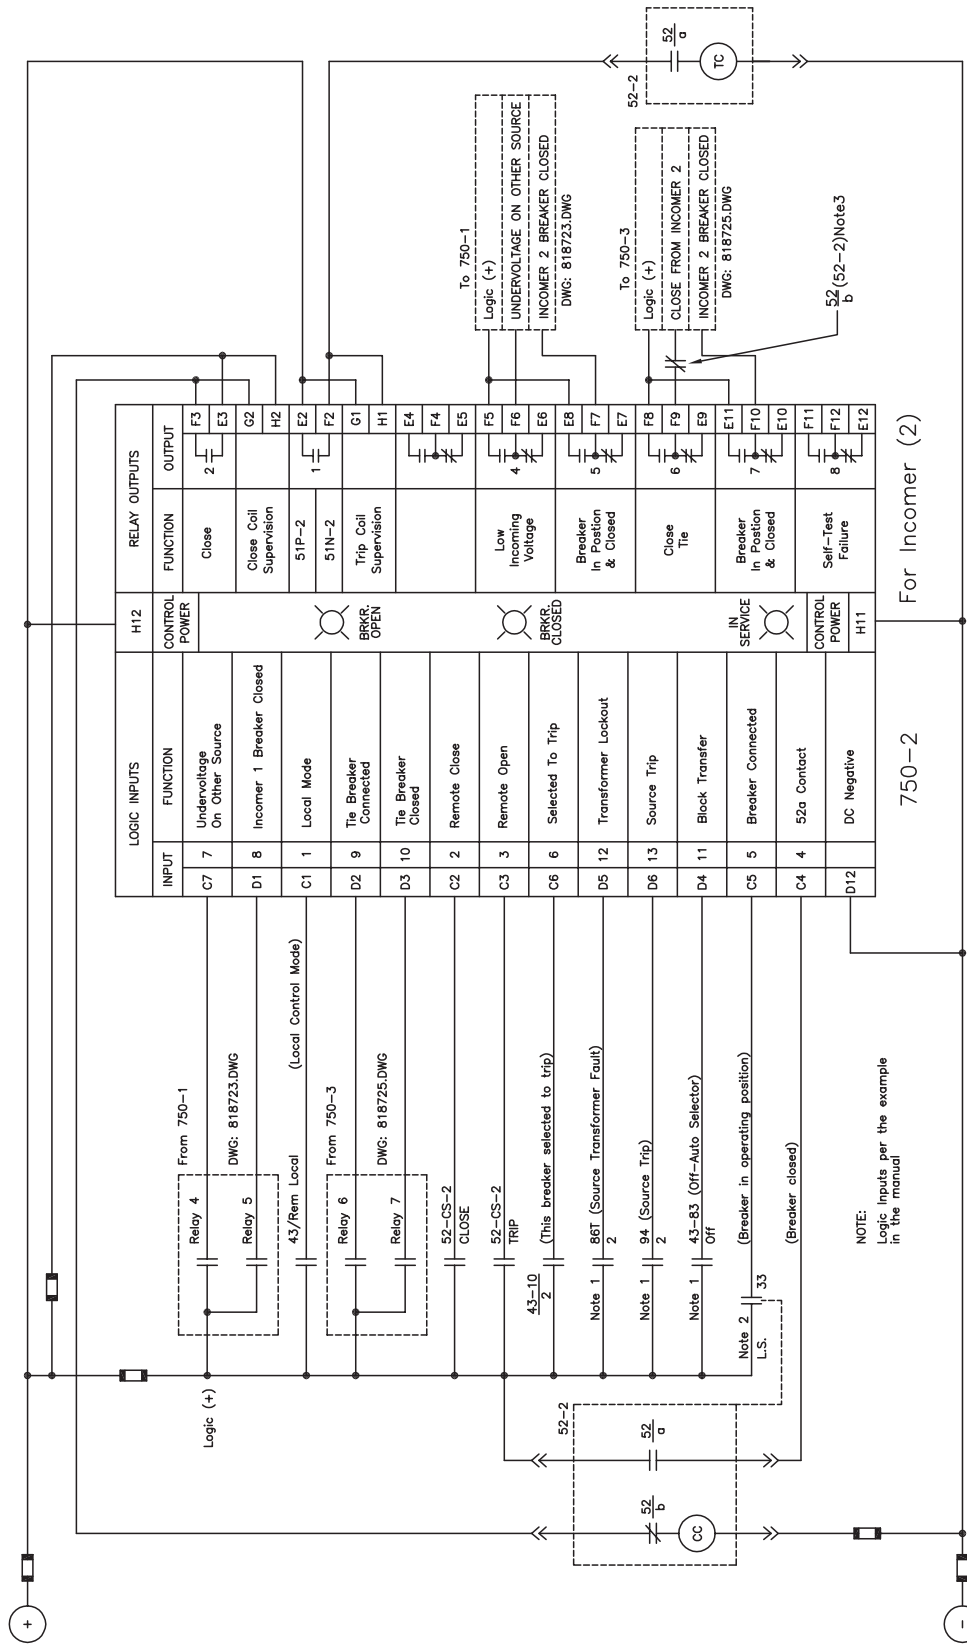 +
-
Logic (+)
52-2
52
b
CC
52
a
Note 2
L.S.
33
From 750-1
DWG: 818723.DWG
Relay 4
Relay 5
43/Rem Local
(Local Control Mode)
From 750-3
DWG: 818725.DWG
Relay 6
Relay 7
52-CS-2
CLOSE
52-CS-2
TRIP
43-10
2
(This breaker selected to trip)
Note 1
86T (Source Transformer Fault)
2
Note 1
94 (Source Trip)
2
Note 1
43-83 (Off-Auto Selector)
Off
(Breaker in operating position)
(Breaker closed)
NOTE:
Logic Inputs per the example
in the manual
LOGIC INPUTS
INPUT
FUNCTION
C7
7
Undervoltage
On Other Source
D1
8
Incomer 1 Breaker Closed
C1
1
Local Mode
D2
9
Tie Breaker
Connected
D3
10
Tie Breaker
Closed
C2
2
Remote Close
C3
3
Remote Open
C6
6
Selected To Trip
D5
12
Transformer Lockout
D6
13
Source Trip
D4
11
Block Transfer
C5
5
Breaker Connected
C4
4
52a Contact
D12
DC Negative
H12
CONTROL
POWER
BRKR.
OPEN
BRKR.
CLOSED
IN
SERVICE
CONTROL
POWER
H11
RELAY OUTPUTS
FUNCTION
OUTPUT
Close
2
F3
E3
Close Coil
Supervision
G2
H2
51P-2
51N-2
1
E2
F2
Trip Coil
Supervision
G1
H1
E4
F4
E5
Low
Incoming
Voltage
4
F5
F6
E6
Breaker
In Postion
& Closed
5
E8
F7
E7
Close
Tie
6
F8
F9
E9
Breaker
In Postion
& Closed
7
E11
F10
E10
Self-Test
Failure
8
F11
F12
E12
750-2
For Incomer (2)
To 750-1
Logic (+)
UNDERVOLTAGE ON OTHER SOURCE
INCOMER 2 BREAKER CLOSED
DWG: 818723.DWG
To 750-3
Logic (+)
CLOSE FROM INCOMER 2
INCOMER 2 BREAKER CLOSED
DWG: 818725.DWG
52
b
(52-2)Note3
52-2
52
a
TC